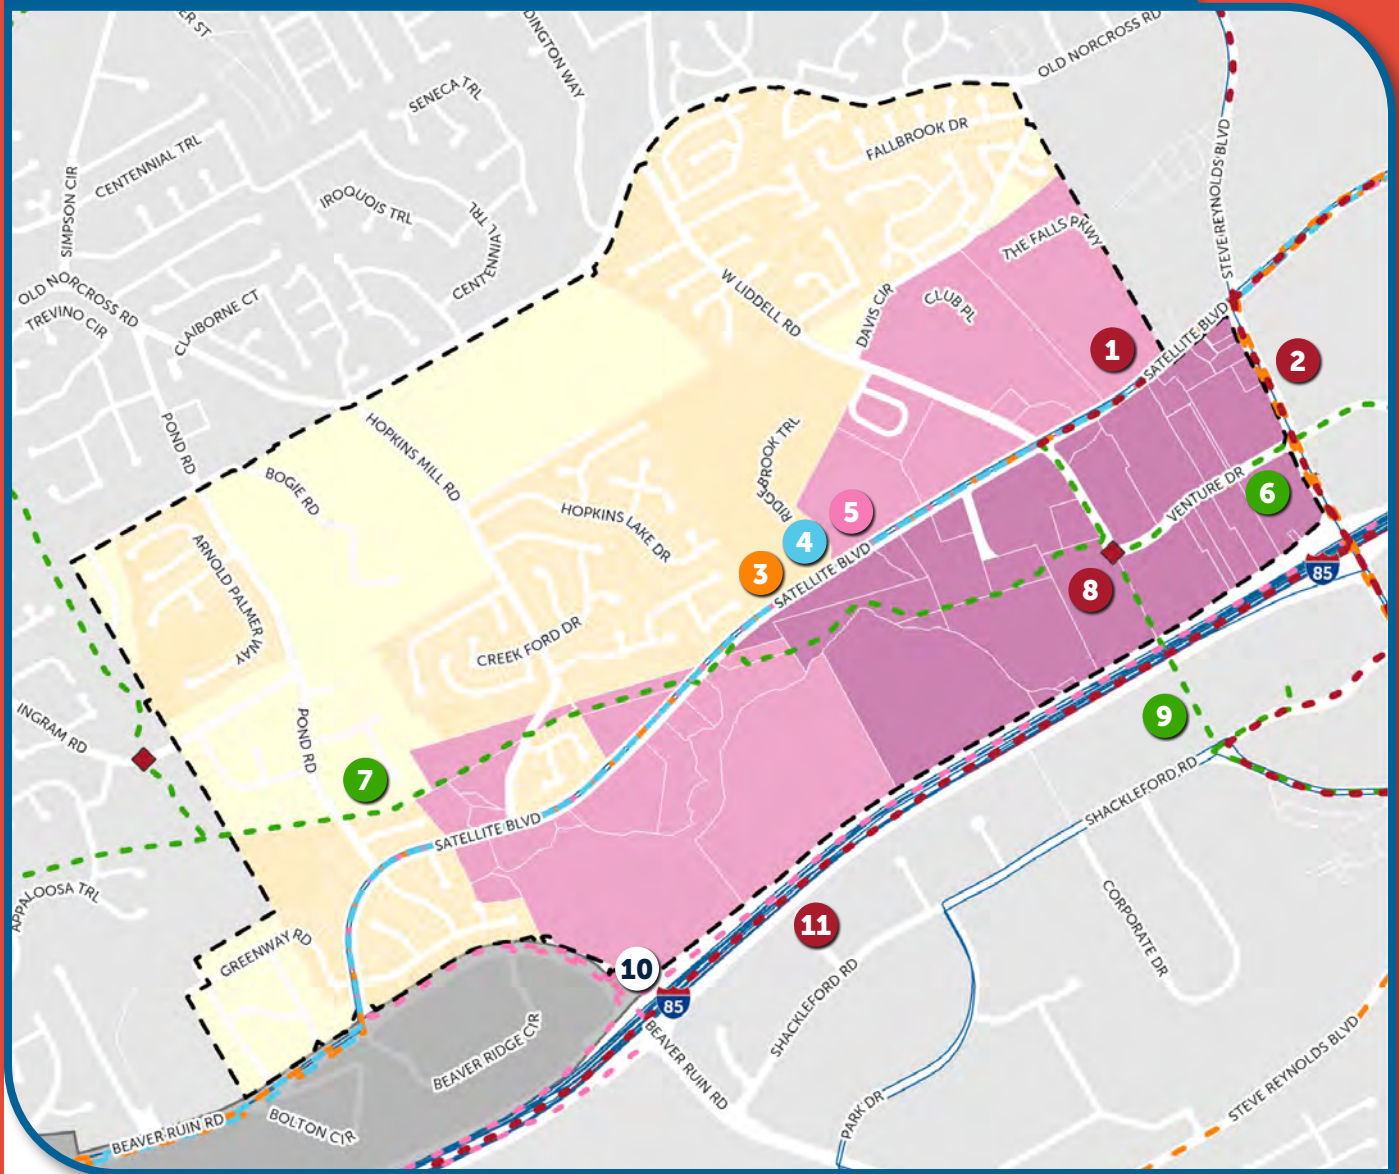 ER ST
DINGTON WAY
OLD NORCROSS RD
SENECA TRL
STEVE REYNOLDS BLVD
FALLBROOK DR
CENTENNIAL TRL
SIMPSON CIR
IROQUOIS TRL
CENTENNIAL TRL
THE FALLS PKWY
OLD NORCROSS RD
TREVINO CIR
CLAIBORNE CT
W LIDDELL RD
DAVIS CIR
CLUB PL
SATELLITE BLVD
1
2
POND RD
HOPKINS MILL RD
RIDGEBROOK TRL
BOGIE RD
HOPKINS LAKE DR
5
4
3
SATELLITE BLVD
VENTURE DR
6
85
8
ARNOLD PALMER WAY
CREEK FORD DR
INGRAM RD
POND RD
9
7
SATELLITE BLVD
SHACKLEFORD RD
APPALOOSA TRL
GREENWAY RD
11
CORPORATE DR
10
85
SHACKLEFORD RD
BEAVER RIDGE CIR
BEAVER RUIN RD
STEVE REYNOLDS BLVD
PARK DR
BEAVER RUIN RD
BOLTON CIR